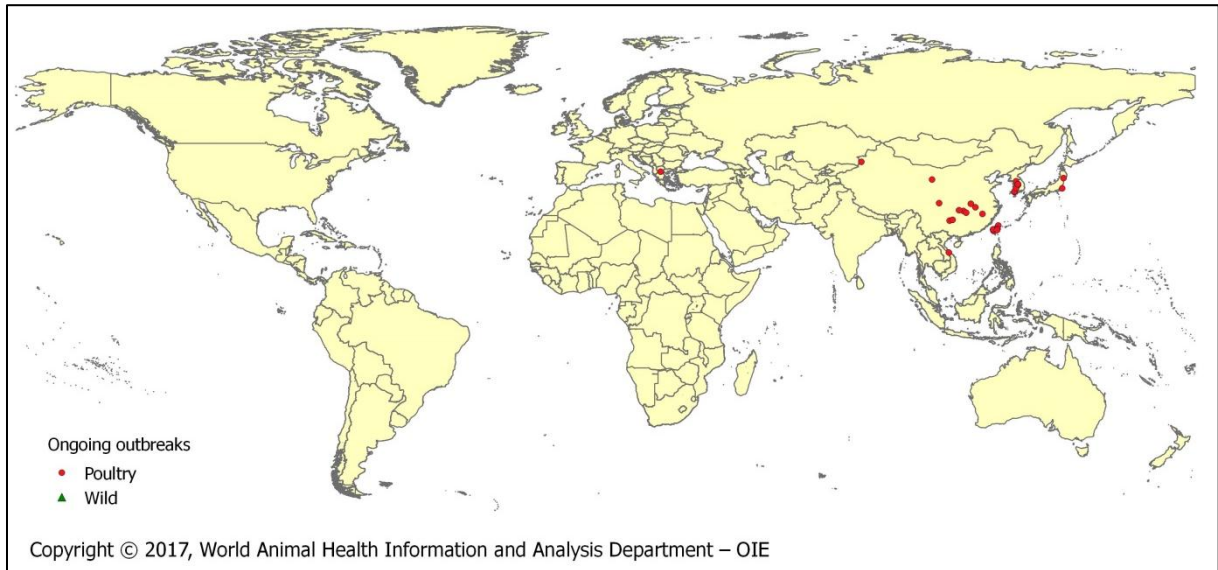 Ongoing outbreaks
Poultry
Wild
Copyright © 2017, World Animal Health Information and Analysis Department – OIE